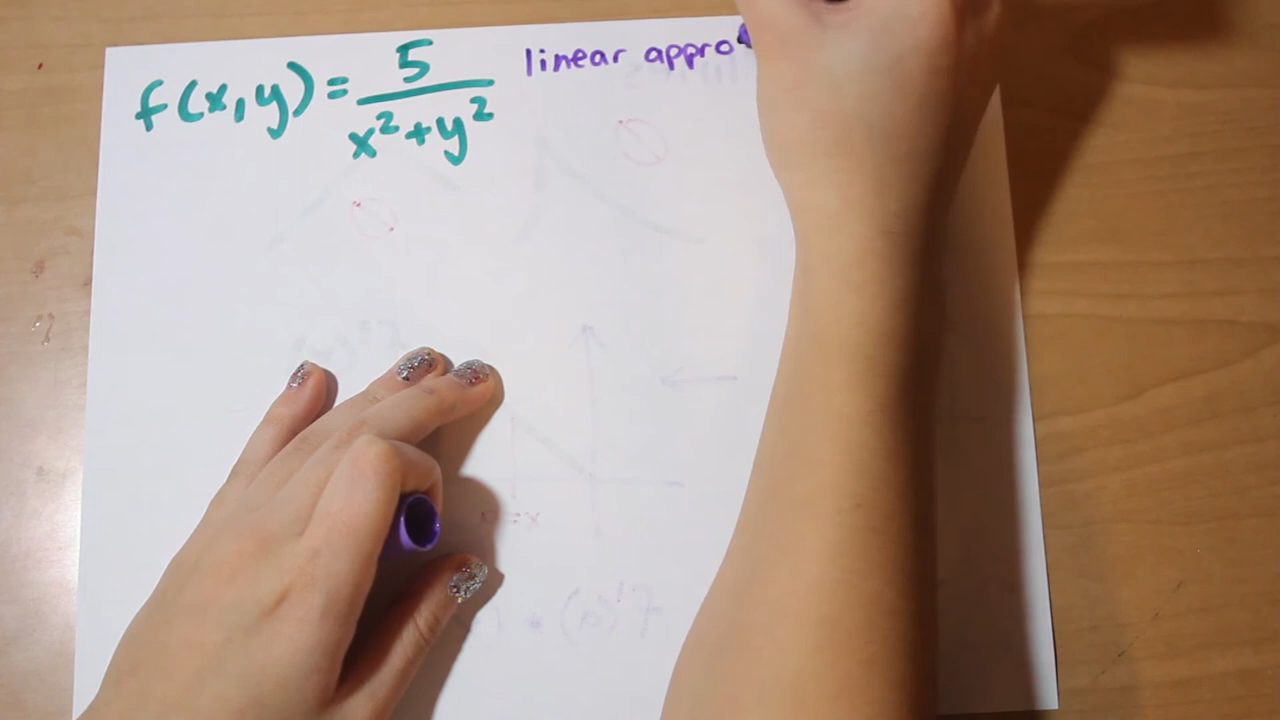 f(x,y) = 5/(x²+y²)
linear appro